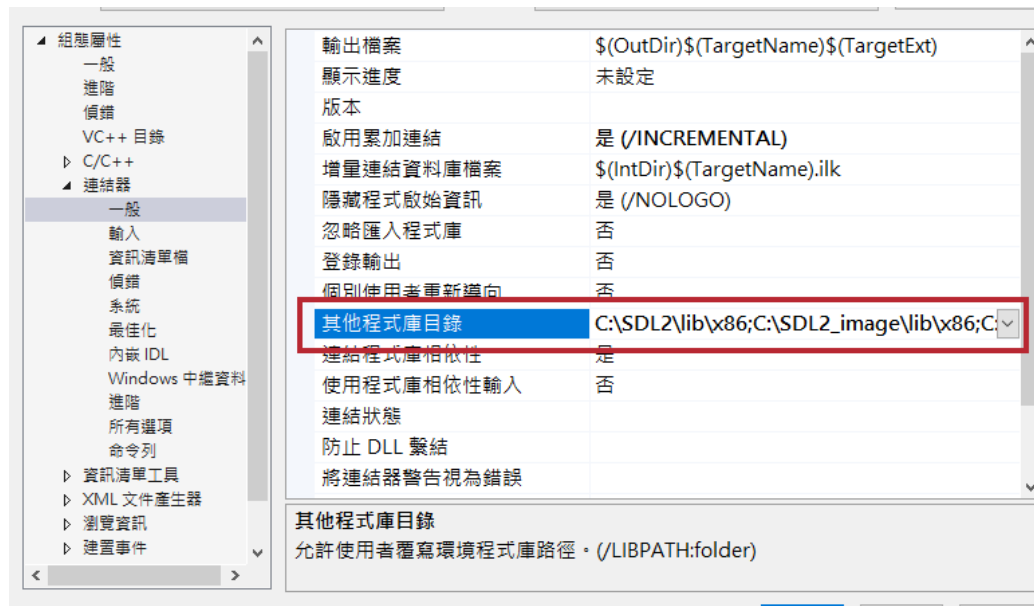 組態屬性
一般
進階
偵錯
VC++ 目錄
C/C++
連結器
一般
輸入
資訊清單檔
偵錯
系統
最佳化
內嵌 IDL
Windows 中繼資料
進階
所有選項
命令列
資訊清單工具
XML 文件產生器
瀏覽資訊
建置事件
輸出檔案 $(OutDir)$(TargetName)$(TargetExt)
顯示進度 未設定
版本
啟用累加連結 是 (/INCREMENTAL)
增量連結資料庫檔案 $(IntDir)$(TargetName).ilk
隱藏程式啟始資訊 是 (/NOLOGO)
忽略匯入程式庫 否
登錄輸出 否
個別使用者重新導向 否
其他程式庫目錄 C:\SDL2\lib\x86;C:\SDL2_image\lib\x86;C:
連結程式庫相依性 是
使用程式庫相依性輸入 否
連結狀態
防止 DLL 繫結
將連結器警告視為錯誤
其他程式庫目錄
允許使用者覆寫環境程式庫路徑。(/LIBPATH:folder)